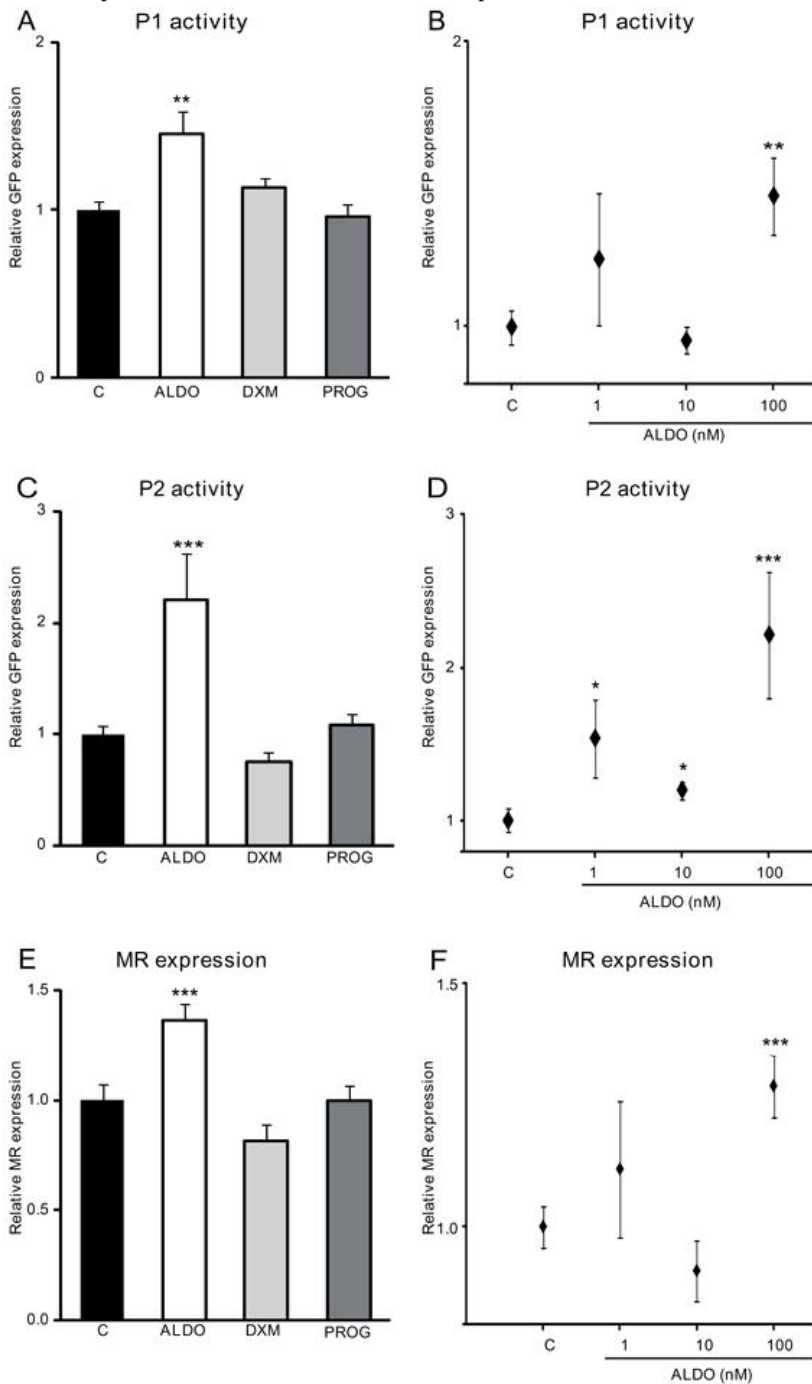 A
P1 activity
Relative GFP expression
2
1
0
**
C
ALDO
DXM
PROG
B
P1 activity
Relative GFP expression
2
1
**
C
1
10
100
ALDO (nM)
C
P2 activity
Relative GFP expression
3
2
1
0
***
C
ALDO
DXM
PROG
D
P2 activity
Relative GFP expression
3
2
1
*
*
***
C
1
10
100
ALDO (nM)
E
MR expression
Relative MR expression
1.5
1.0
0.5
0.0
***
C
ALDO
DXM
PROG
F
MR expression
Relative MR expression
1.5
1.0
***
C
1
10
100
ALDO (nM)